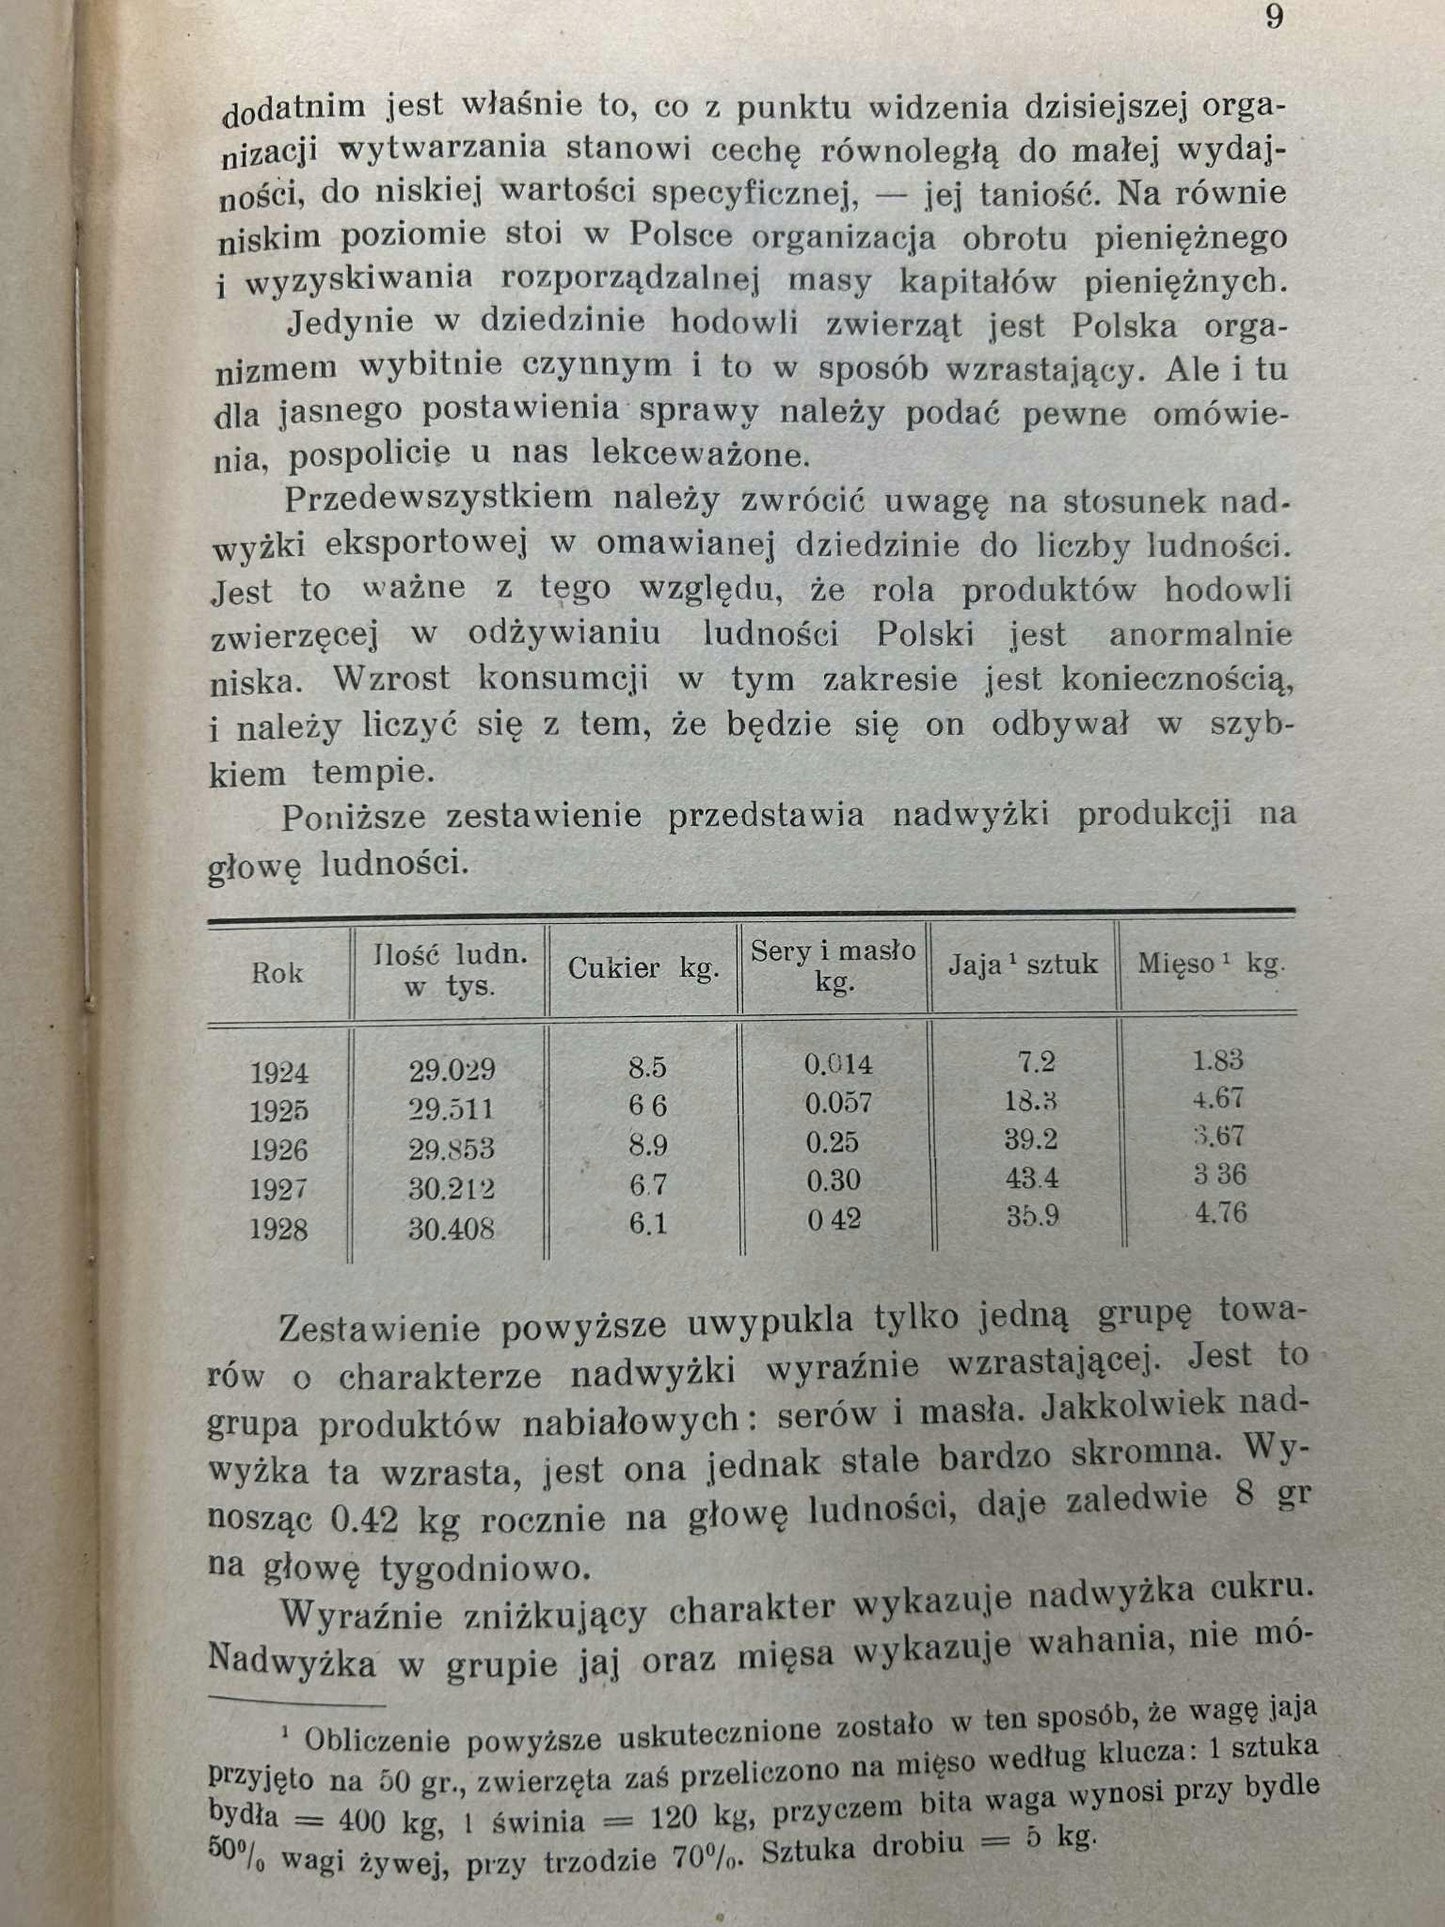 9
dodatnim jest właśnie to, co z punktu widzenia dzisiejszej orga-
nizacji wytwarzania stanowi cechę równoległą do małej wydaj-
ności, do niskiej wartości specyficznej, — jej taniość. Na równie
niskim poziomie stoi w Polsce organizacja obrotu pieniężnego
i wyzyskiwania rozporządzalnej masy kapitałów pieniężnych.
Jedynie w dziedzinie hodowli zwierząt jest Polska orga-
nizmem wybitnie czynnym i to w sposób wzrastający. Ale i tu
dla jasnego postawienia sprawy należy podać pewne omówie-
nia, pospolicie u nas lekceważone.
Przedewszystkiem należy zwrócić uwagę na stosunek nad-
wyżki eksportowej w omawianej dziedzinie do liczby ludności.
Jest to ważne z tego względu, że rola produktów hodowli
zwierzęcej w odżywianiu ludności Polski jest anormalnie
niska. Wzrost konsumcji w tym zakresie jest koniecznością,
i należy liczyć się z tem, że będzie się on odbywał w szyb-
kiem tempie.
Poniższe zestawienie przedstawia nadwyżki produkcji na
głowę ludności.
Rok Ilość ludn. w tys. Cukier kg. Sery i masło kg. Jaja ¹ sztuk Mięso ¹ kg.
1924 29.029 8.5 0.014 7.2 1.83
1925 29.511 6 6 0.057 18.3 4.67
1926 29.853 8.9 0.25 39.2 3.67
1927 30.212 6.7 0.30 43.4 3 36
1928 30.408 6.1 0 42 35.9 4.76
Zestawienie powyższe uwypukla tylko jedną grupę towa-
rów o charakterze nadwyżki wyraźnie wzrastającej. Jest to
grupa produktów nabiałowych: serów i masła. Jakkolwiek nad-
wyżka ta wzrasta, jest ona jednak stale bardzo skromna. Wy-
nosząc 0.42 kg rocznie na głowę ludności, daje zaledwie 8 gr
na głowę tygodniowo.
Wyraźnie zniżkujący charakter wykazuje nadwyżka cukru.
Nadwyżka w grupie jaj oraz mięsa wykazuje wahania, nie mó-
¹ Obliczenie powyższe uskutecznione zostało w ten sposób, że wagę jaja
przyjęto na 50 gr., zwierzęta zaś przeliczono na mięso według klucza: 1 sztuka
bydła = 400 kg, 1 świnia = 120 kg, przyczem bita waga wynosi przy bydle
50% wagi żywej, przy trzodzie 70%. Sztuka drobiu = 5 kg.